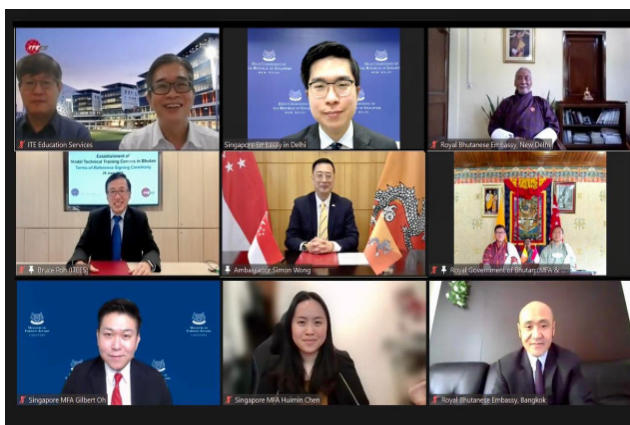 ITE Education Services
Singapore Embassy in Delhi
Royal Bhutanese Embassy, New Delhi
Establishment of
Model Technical Training Centres in Bhutan
Terms of Reference Signing Ceremony
Bruce Poh (ITEES)
Ambassador Simon Wong
Royal Government of Bhutan (MFA &
Singapore MFA Gilbert Oh
Singapore MFA Huimin Chen
Royal Bhutanese Embassy, Bangkok